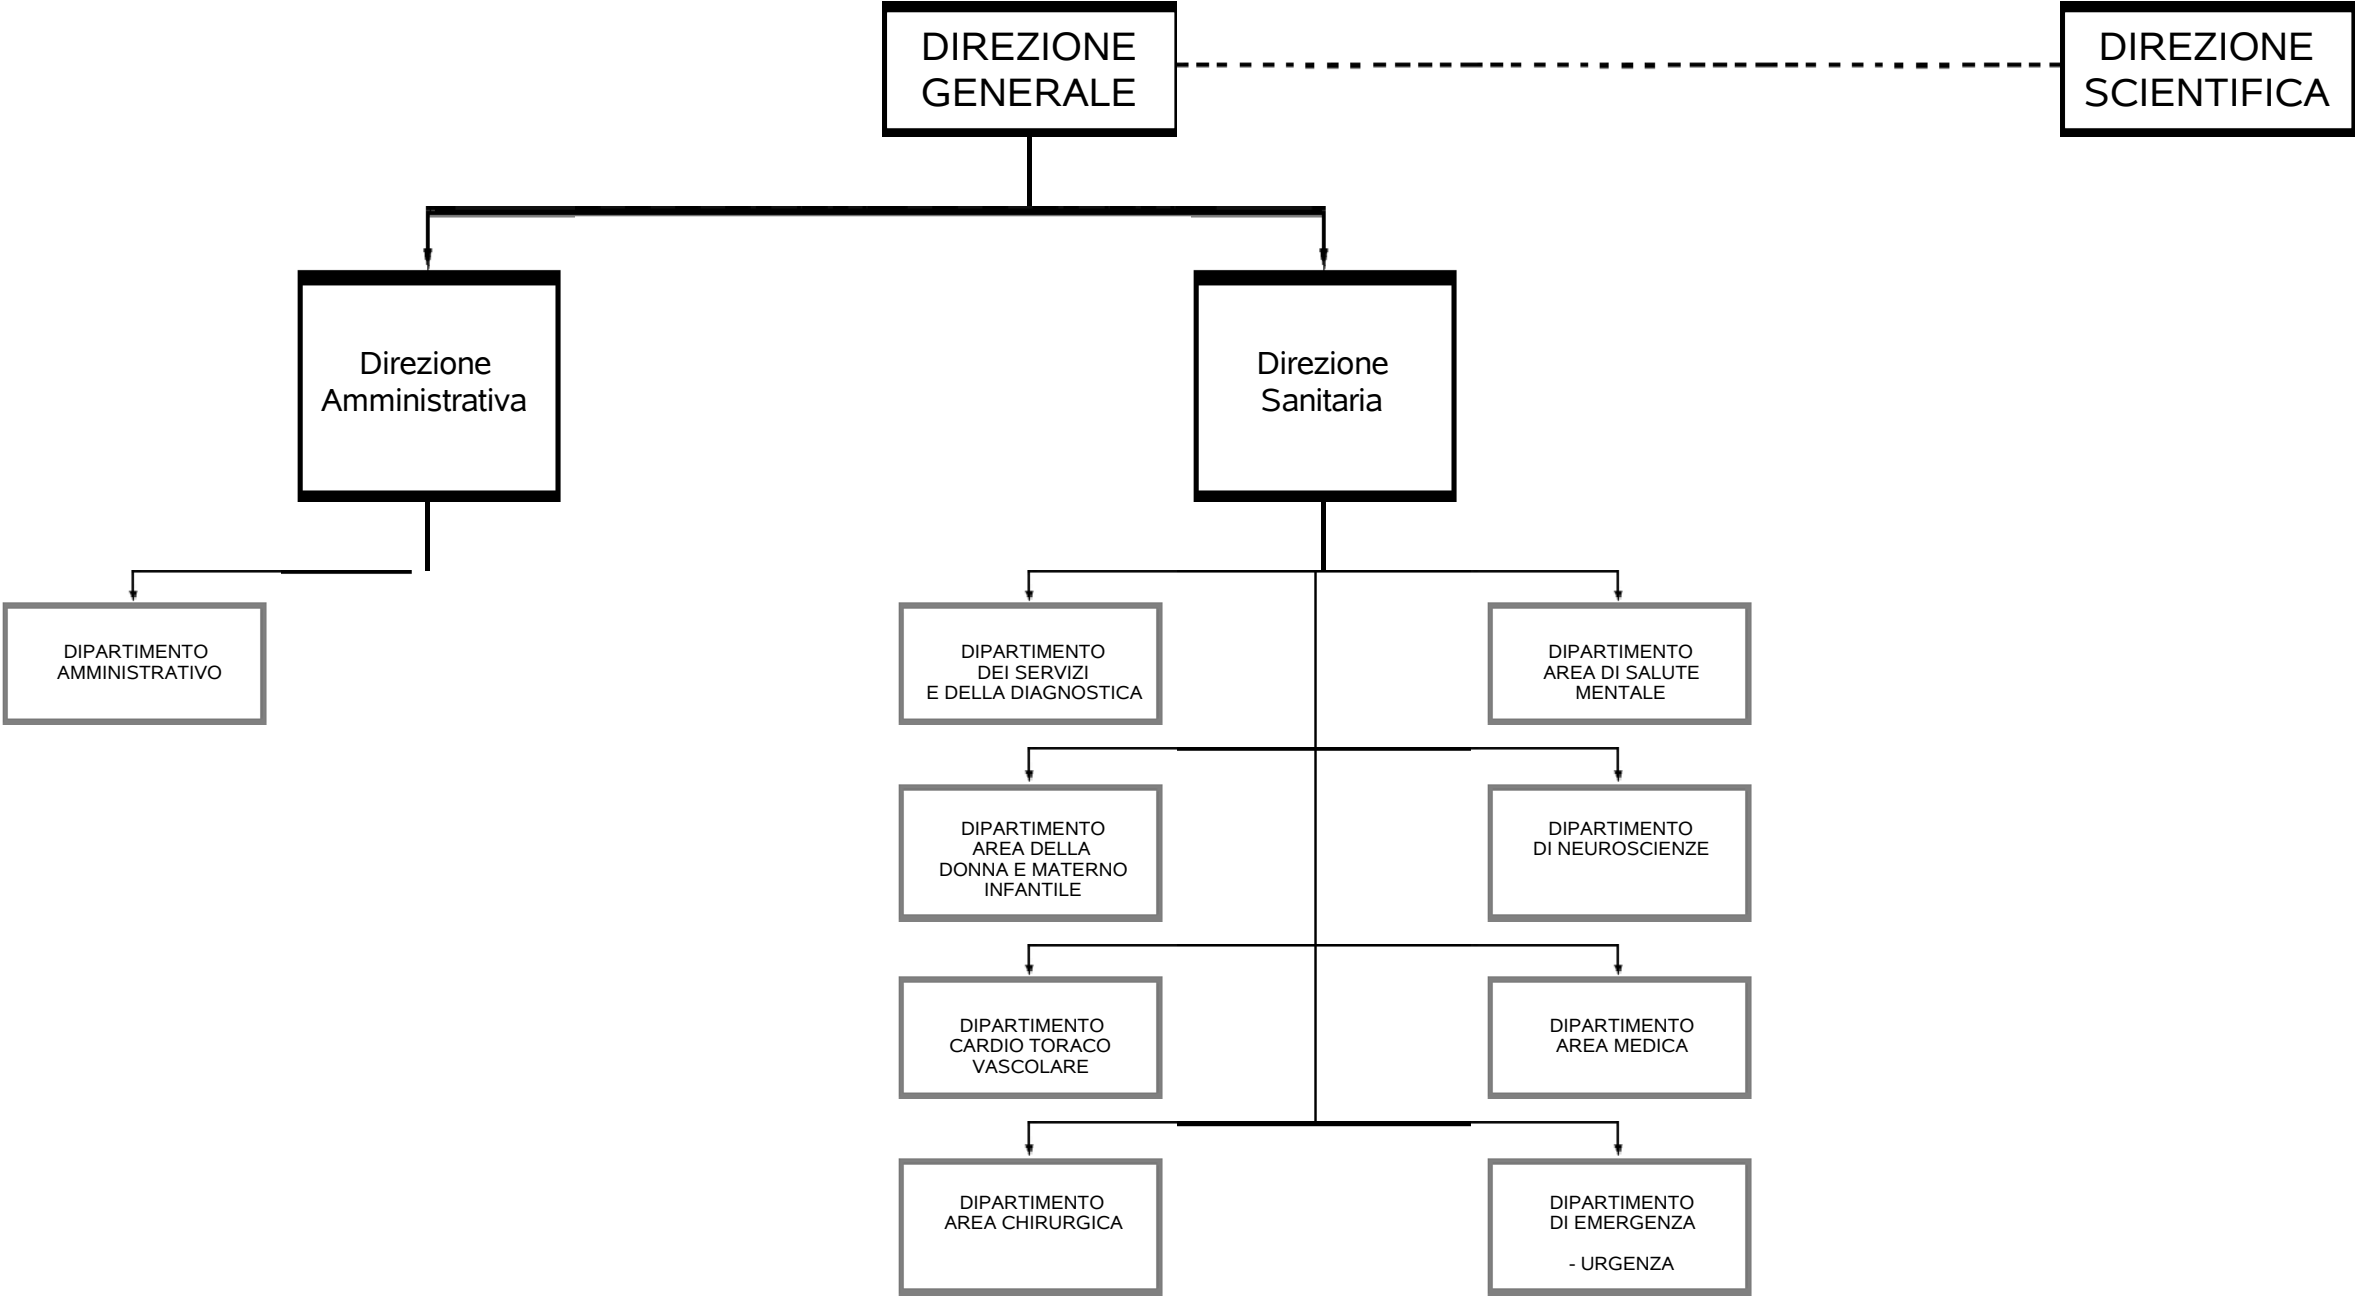 DIREZIONE
GENERALE
DIREZIONE
SCIENTIFICA
Direzione
Amministrativa
Direzione
Sanitaria
DIPARTIMENTO
AMMINISTRATIVO
DIPARTIMENTO
DEI SERVIZI
E DELLA DIAGNOSTICA
DIPARTIMENTO
AREA DI SALUTE
MENTALE
DIPARTIMENTO
AREA DELLA
DONNA E MATERNO
INFANTILE
DIPARTIMENTO
DI NEUROSCIENZE
DIPARTIMENTO
CARDIO TORACO
VASCOLARE
DIPARTIMENTO
AREA MEDICA
DIPARTIMENTO
AREA CHIRURGICA
DIPARTIMENTO
DI EMERGENZA
- URGENZA